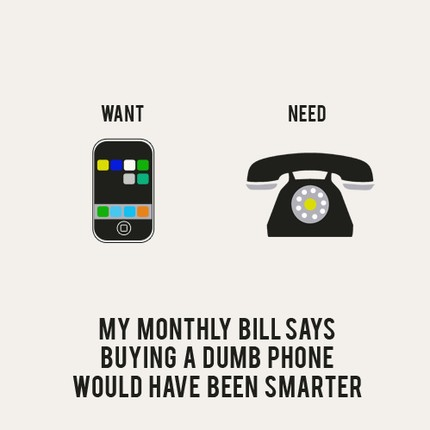 WANT
NEED
MY MONTHLY BILL SAYS
BUYING A DUMB PHONE
WOULD HAVE BEEN SMARTER